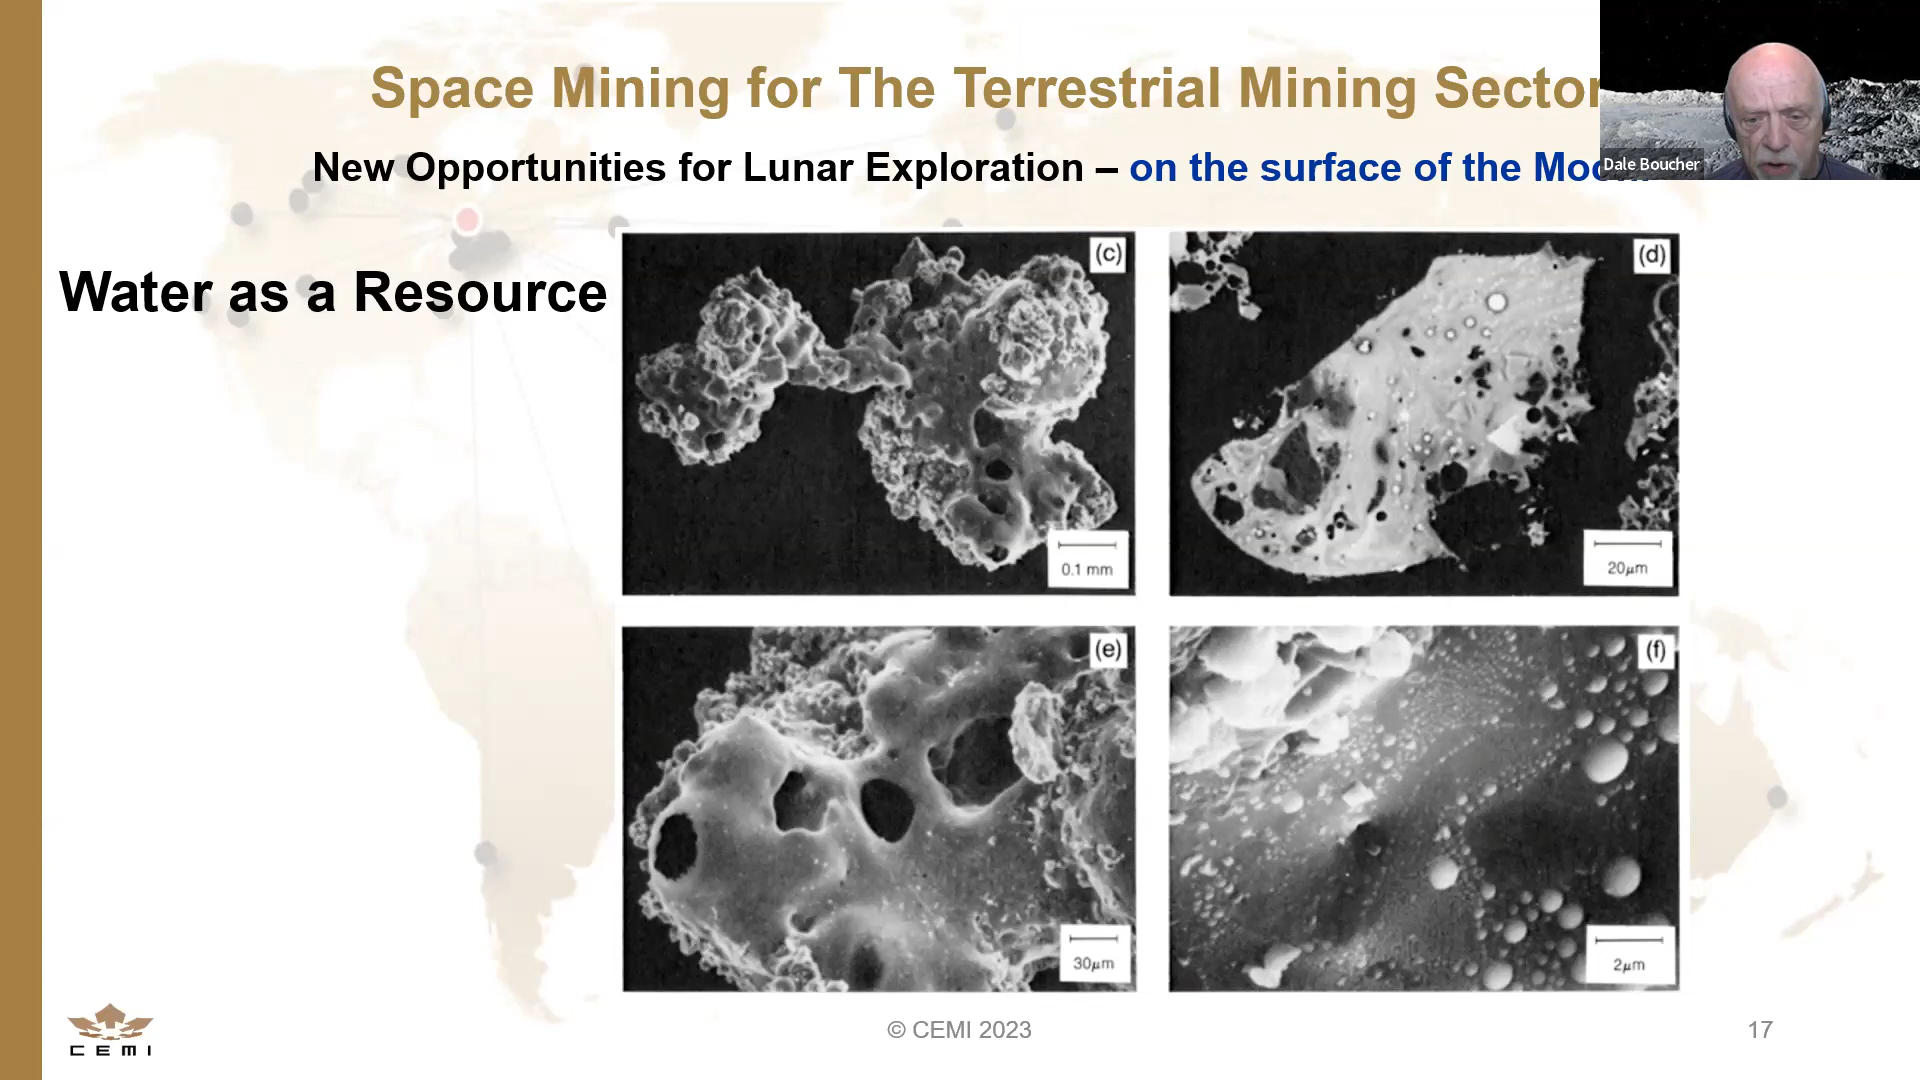 Space Mining for The Terrestrial Mining Sector
Dale Boucher
New Opportunities for Lunar Exploration – on the surface of the
Water as a Resource
(c)
(d)
0.1 mm
20µm
(e)
(f)
30µm
2µm
CEMI
© CEMI 2023
17